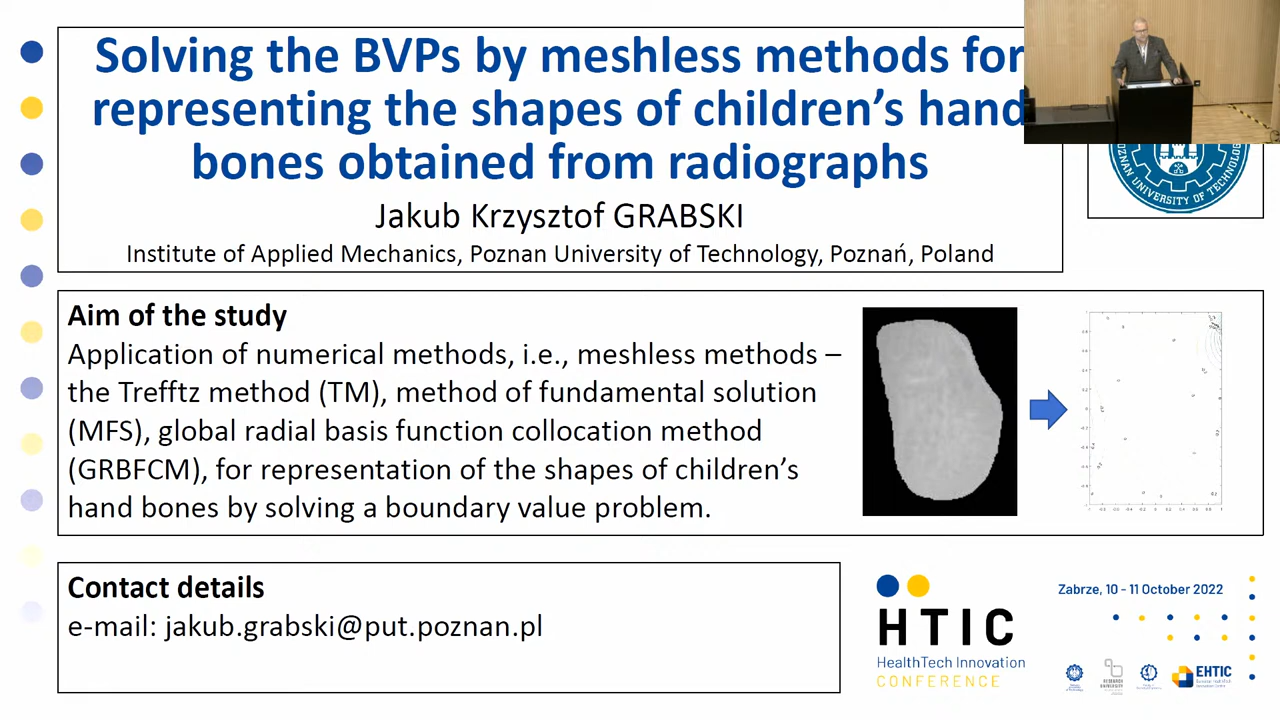 Solving the BVPs by meshless methods for
representing the shapes of children's hand
bones obtained from radiographs
Jakub Krzysztof GRABSKI
Institute of Applied Mechanics, Poznan University of Technology, Poznań, Poland
POZNAN UNIVERSITY OF TECHNOLOGY
Aim of the study
Application of numerical methods, i.e., meshless methods –
the Trefftz method (TM), method of fundamental solution
(MFS), global radial basis function collocation method
(GRBFCM), for representation of the shapes of children's
hand bones by solving a boundary value problem.
Contact details
e-mail: jakub.grabski@put.poznan.pl
HTIC
HealthTech Innovation
CONFERENCE
Zabrze, 10 - 11 October 2022
EHTIC